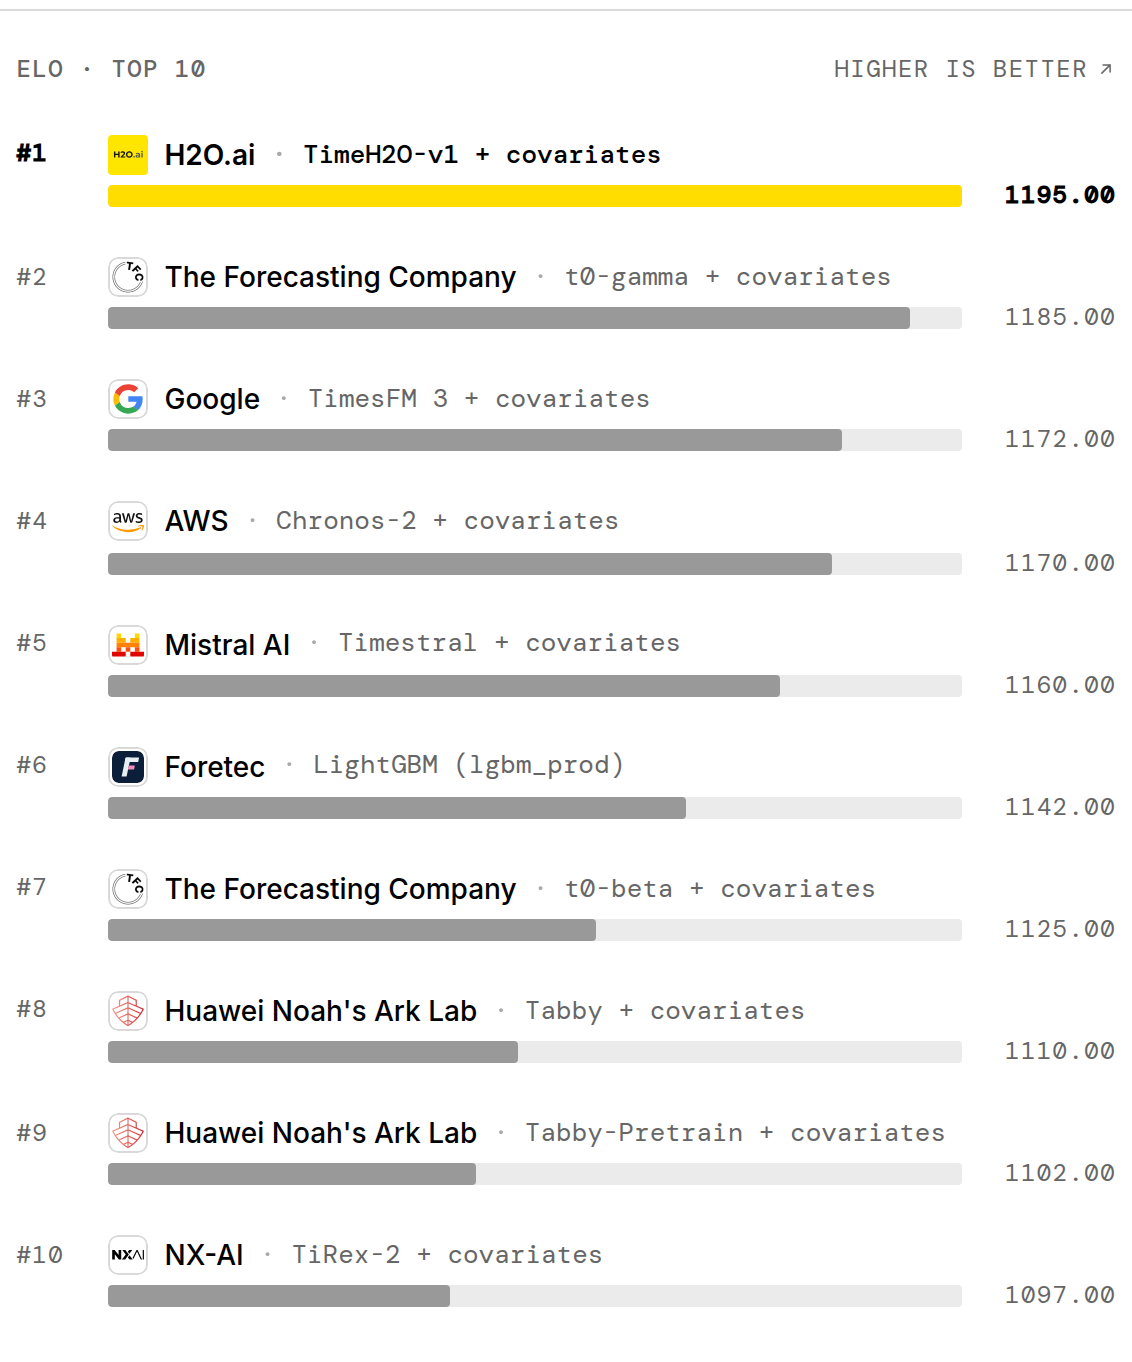 ELO · TOP 10
HIGHER IS BETTER ↗
#1
H2O.ai
H2O.ai · TimeH2O-v1 + covariates
1195.00
#2
TFC
The Forecasting Company · t0-gamma + covariates
1185.00
#3
G
Google · TimesFM 3 + covariates
1172.00
#4
aws
AWS · Chronos-2 + covariates
1170.00
#5
Mistral AI · Timestral + covariates
1160.00
#6
F
Foretec · LightGBM (lgbm_prod)
1142.00
#7
TFC
The Forecasting Company · t0-beta + covariates
1125.00
#8
Huawei Noah's Ark Lab · Tabby + covariates
1110.00
#9
Huawei Noah's Ark Lab · Tabby-Pretrain + covariates
1102.00
#10
NXAI
NX-AI · TiRex-2 + covariates
1097.00